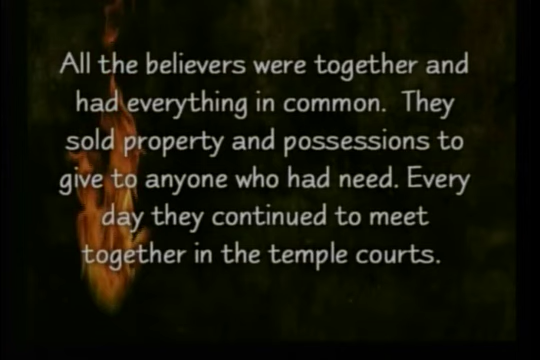 All the believers were together and
had everything in common.  They
sold property and possessions to
give to anyone who had need. Every
day they continued to meet
together in the temple courts.